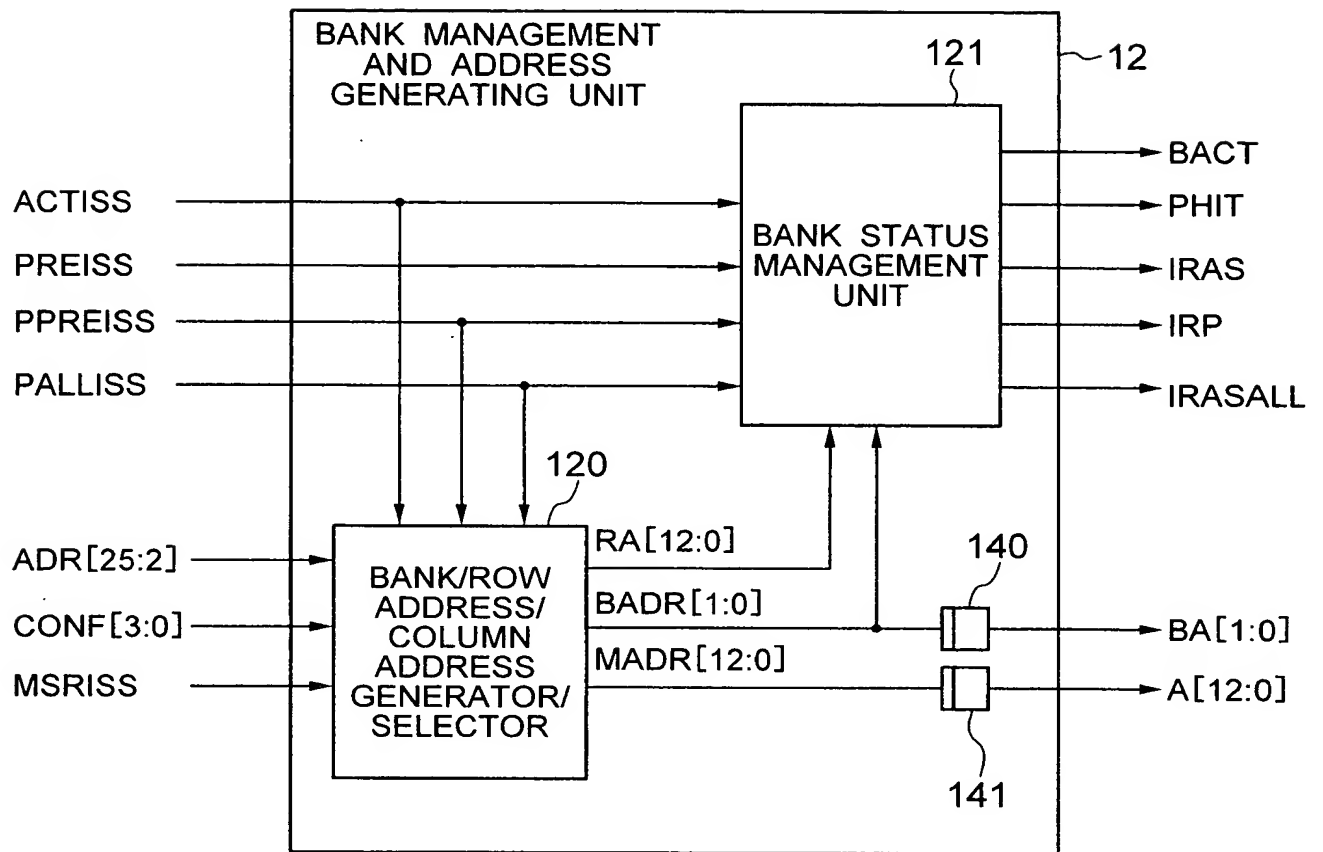 BANK MANAGEMENT
AND ADDRESS
GENERATING UNIT
12
121
BACT
ACTISS
PHIT
BANK STATUS
MANAGEMENT
UNIT
PREISS
IRAS
PPREISS
IRP
PALLISS
IRASALL
120
ADR[25:2]
RA[12:0]
140
BANK/ROW
ADDRESS/
COLUMN
ADDRESS
GENERATOR/
SELECTOR
CONF[3:0]
BADR[1:0]
BA[1:0]
MSRISS
MADR[12:0]
A[12:0]
141